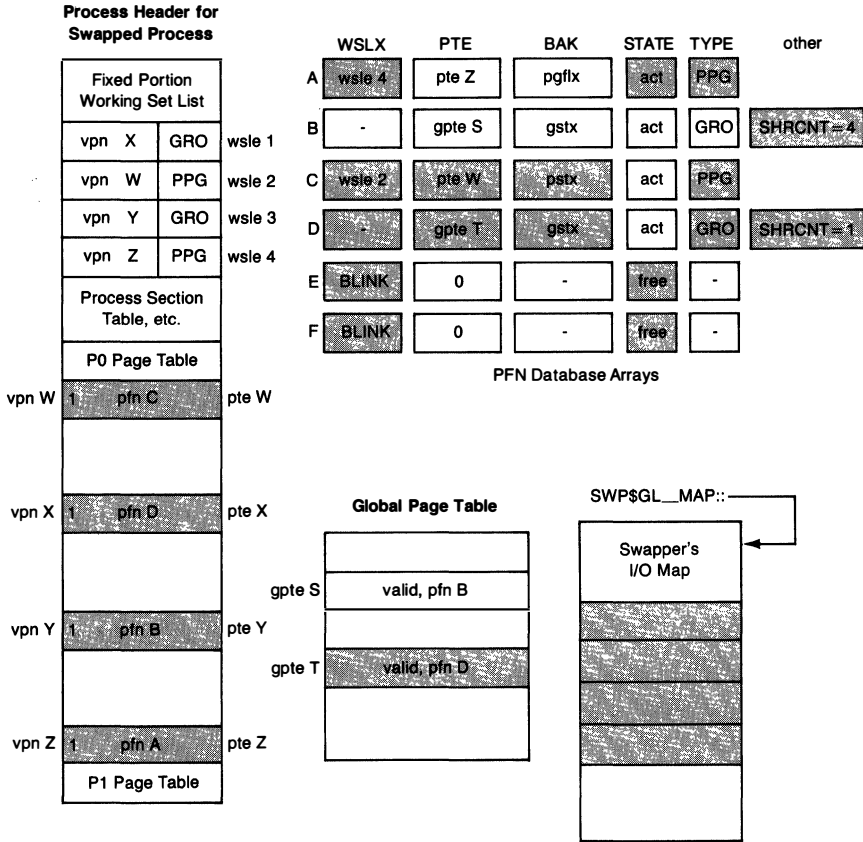 Process Header for
Swapped Process
Fixed Portion
Working Set List
vpn X GRO wsle 1
vpn W PPG wsle 2
vpn Y GRO wsle 3
vpn Z PPG wsle 4
Process Section
Table, etc.
P0 Page Table
vpn W 1 pfn C pte W
vpn X 1 pfn D pte X
vpn Y 1 pfn B pte Y
vpn Z 1 pfn A pte Z
P1 Page Table
WSLX PTE BAK STATE TYPE other
A wsle 4 pte Z pgflx act PPG
B - gpte S gstx act GRO SHRCNT = 4
C wsle 2 pte W pstx act PPG
D - gpte T gstx act GRO SHRCNT = 1
E BLINK 0 - free -
F BLINK 0 - free -
PFN Database Arrays
Global Page Table
gpte S valid, pfn B
gpte T valid, pfn D
SWP$GL__MAP::
Swapper's
I/O Map